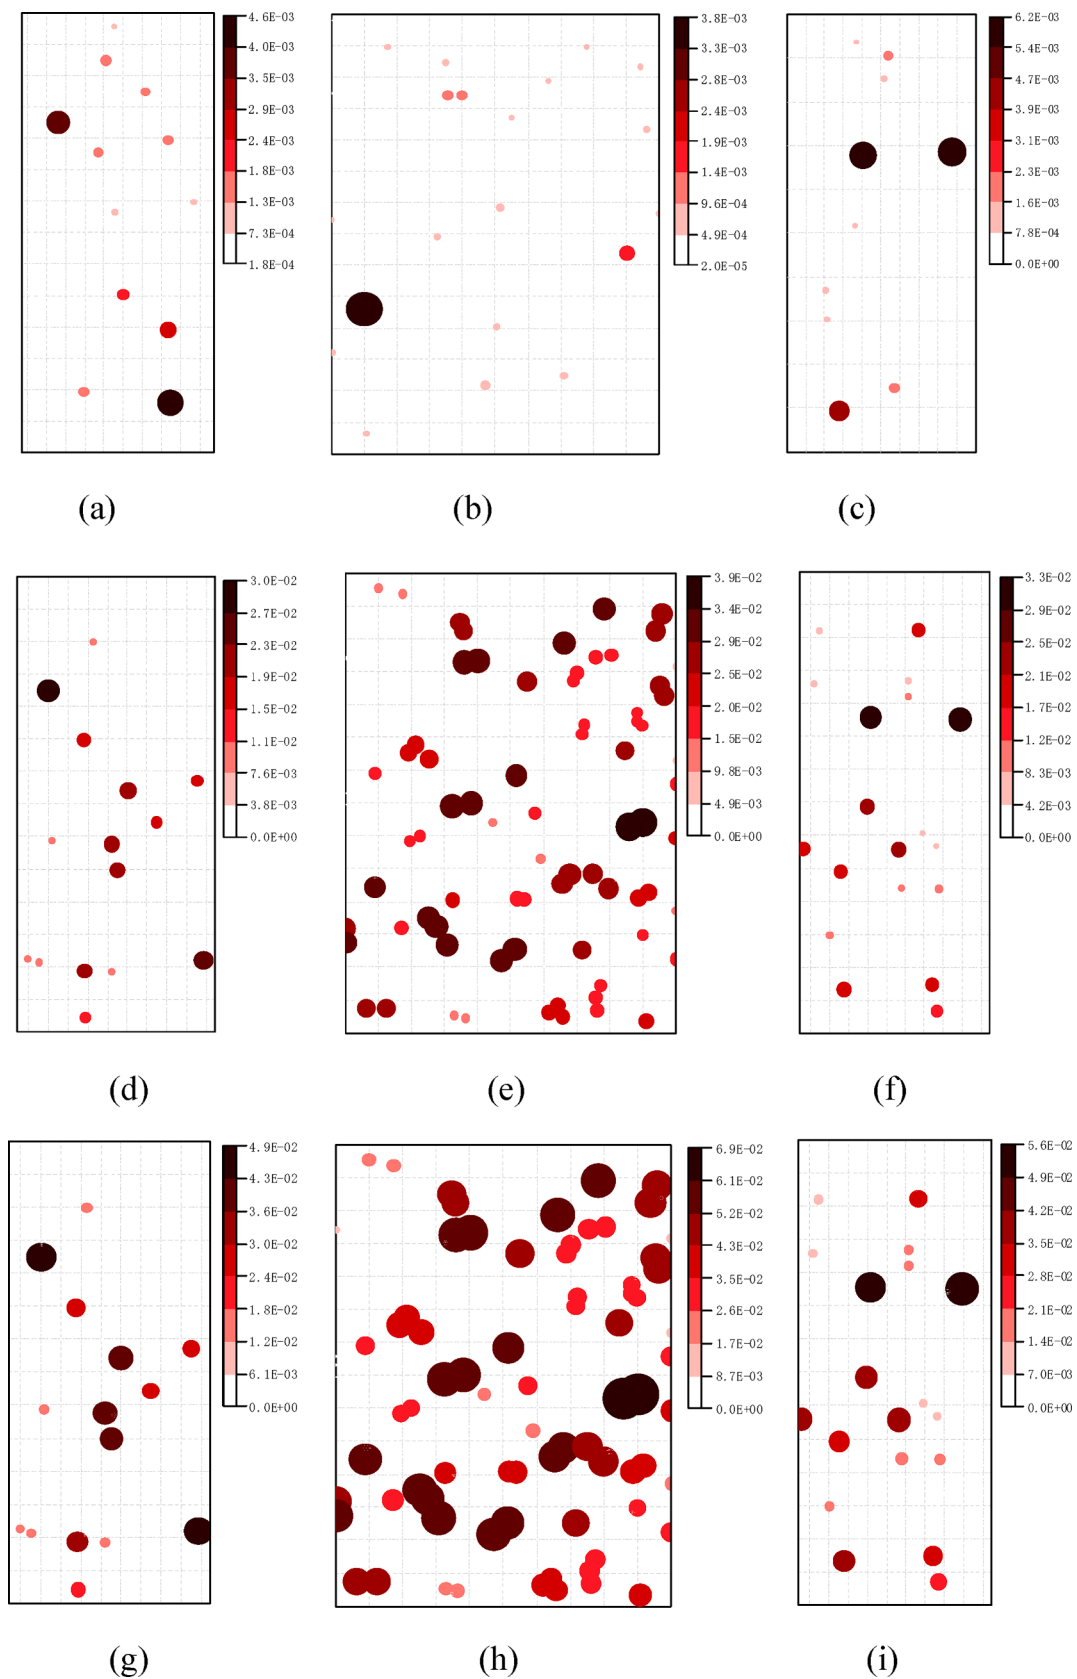 4.6E-03
4.0E-03
3.5E-03
2.9E-03
2.4E-03
1.8E-03
1.3E-03
7.3E-04
1.8E-04
(a)
3.8E-03
3.3E-03
2.8E-03
2.4E-03
1.9E-03
1.4E-03
9.6E-04
4.9E-04
2.0E-05
(b)
6.2E-03
5.4E-03
4.7E-03
3.9E-03
3.1E-03
2.3E-03
1.6E-03
7.8E-04
0.0E+00
(c)
3.0E-02
2.7E-02
2.3E-02
1.9E-02
1.5E-02
1.1E-02
7.6E-03
3.8E-03
0.0E+00
(d)
3.9E-02
3.4E-02
2.9E-02
2.4E-02
2.0E-02
1.5E-02
9.8E-03
4.9E-03
0.0E+00
(e)
3.3E-02
2.9E-02
2.5E-02
2.1E-02
1.7E-02
1.2E-02
8.3E-03
4.2E-03
0.0E+00
(f)
4.9E-02
4.3E-02
3.6E-02
3.0E-02
2.4E-02
1.8E-02
1.2E-02
6.1E-03
0.0E+00
(g)
6.9E-02
6.1E-02
5.2E-02
4.3E-02
3.5E-02
2.6E-02
1.7E-02
8.7E-03
0.0E+00
(h)
5.6E-02
4.9E-02
4.2E-02
3.5E-02
2.8E-02
2.1E-02
1.4E-02
7.0E-03
0.0E+00
(i)